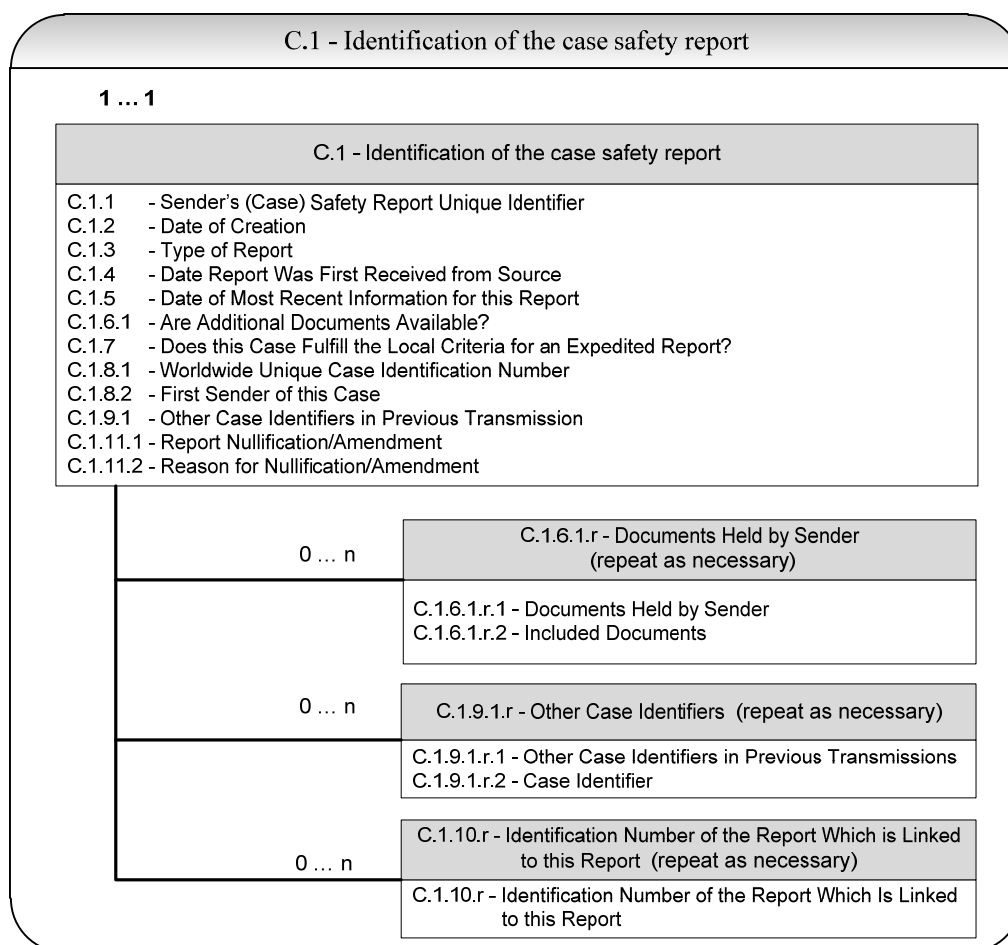 C.1 - Identification of the case safety report
1 … 1
C.1 - Identification of the case safety report
C.1.1 - Sender's (Case) Safety Report Unique Identifier
C.1.2 - Date of Creation
C.1.3 - Type of Report
C.1.4 - Date Report Was First Received from Source
C.1.5 - Date of Most Recent Information for this Report
C.1.6.1 - Are Additional Documents Available?
C.1.7 - Does this Case Fulfill the Local Criteria for an Expedited Report?
C.1.8.1 - Worldwide Unique Case Identification Number
C.1.8.2 - First Sender of this Case
C.1.9.1 - Other Case Identifiers in Previous Transmission
C.1.11.1 - Report Nullification/Amendment
C.1.11.2 - Reason for Nullification/Amendment
0 … n
C.1.6.1.r - Documents Held by Sender
(repeat as necessary)
C.1.6.1.r.1 - Documents Held by Sender
C.1.6.1.r.2 - Included Documents
0 … n
C.1.9.1.r - Other Case Identifiers (repeat as necessary)
C.1.9.1.r.1 - Other Case Identifiers in Previous Transmissions
C.1.9.1.r.2 - Case Identifier
0 … n
C.1.10.r - Identification Number of the Report Which is Linked
to this Report (repeat as necessary)
C.1.10.r - Identification Number of the Report Which Is Linked
to this Report